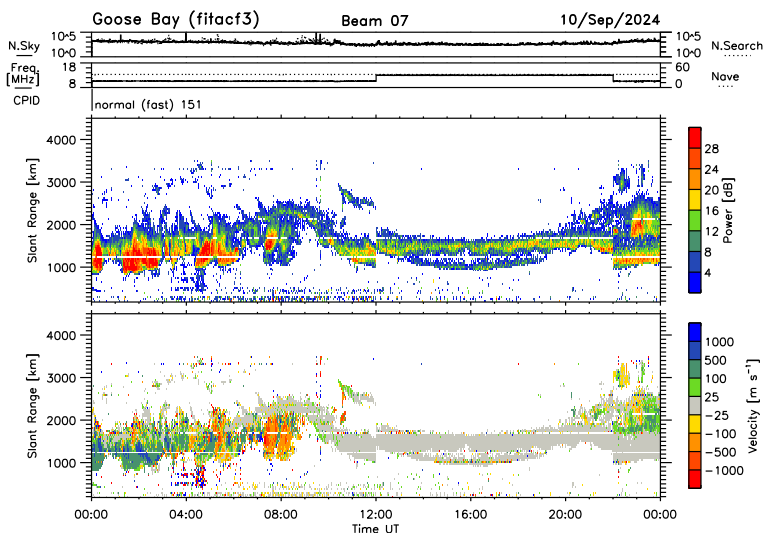 Goose Bay (fitacf3) Beam 07 10/Sep/2024
N.Sky 10^5 10^0 10^5 10^0 N.Search
Freq. [MHz] 18 8 60 0 Nave
CPID normal (fast) 151
Slant Range [km] 4000 3000 2000 1000
Power [dB] 28 24 20 16 12 8 4
Slant Range [km] 4000 3000 2000 1000
Velocity [m s⁻¹] 1000 500 100 25 −25 −100 −500 −1000
00:00 04:00 08:00 12:00 16:00 20:00 00:00
Time UT